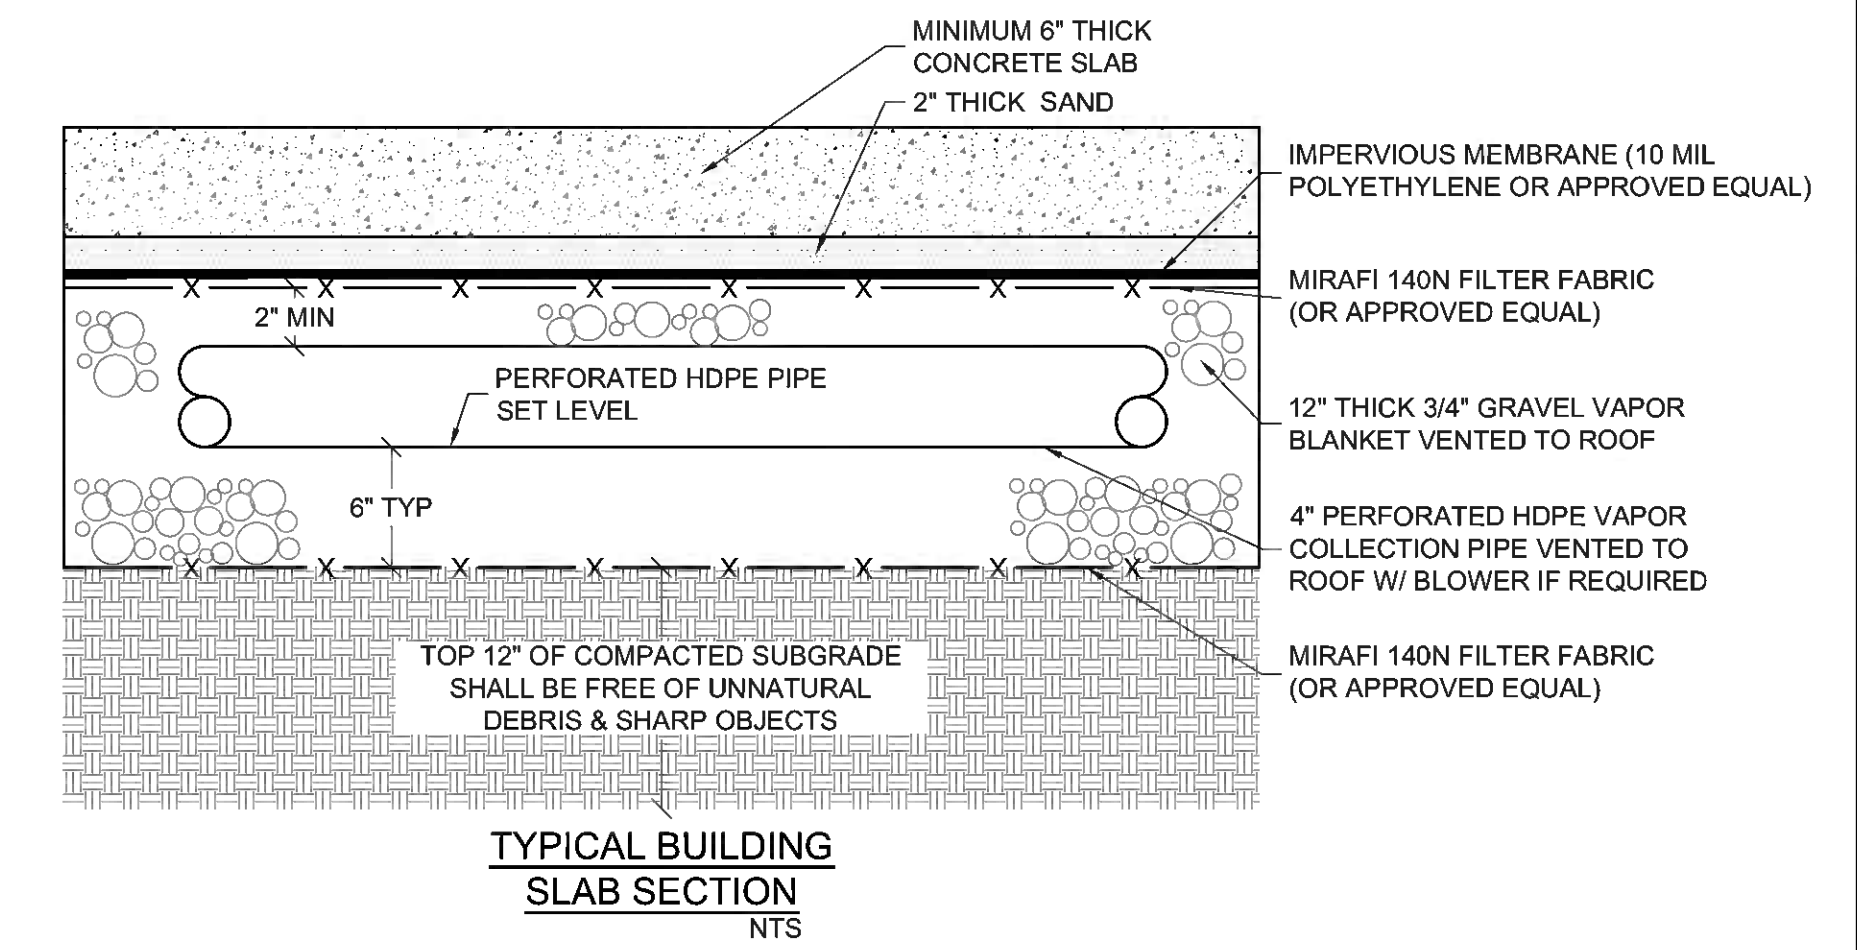 MINIMUM 6" THICK
CONCRETE SLAB
2" THICK SAND
IMPERVIOUS MEMBRANE (10 MIL
POLYETHYLENE OR APPROVED EQUAL)
MIRAFI 140N FILTER FABRIC
(OR APPROVED EQUAL)
2" MIN
PERFORATED HDPE PIPE
SET LEVEL
12" THICK 3/4" GRAVEL VAPOR
BLANKET VENTED TO ROOF
6" TYP
4" PERFORATED HDPE VAPOR
COLLECTION PIPE VENTED TO
ROOF W/ BLOWER IF REQUIRED
MIRAFI 140N FILTER FABRIC
(OR APPROVED EQUAL)
TOP 12" OF COMPACTED SUBGRADE
SHALL BE FREE OF UNNATURAL
DEBRIS & SHARP OBJECTS
TYPICAL BUILDING
SLAB SECTION
NTS